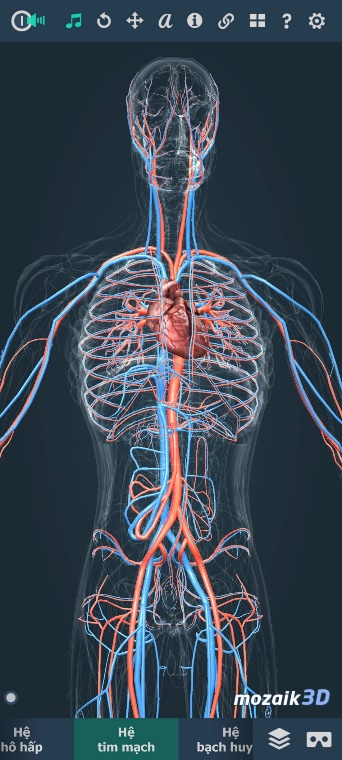 mozaik3D
Hệ
hô hấp
Hệ
tim mạch
Hệ
bạch huy